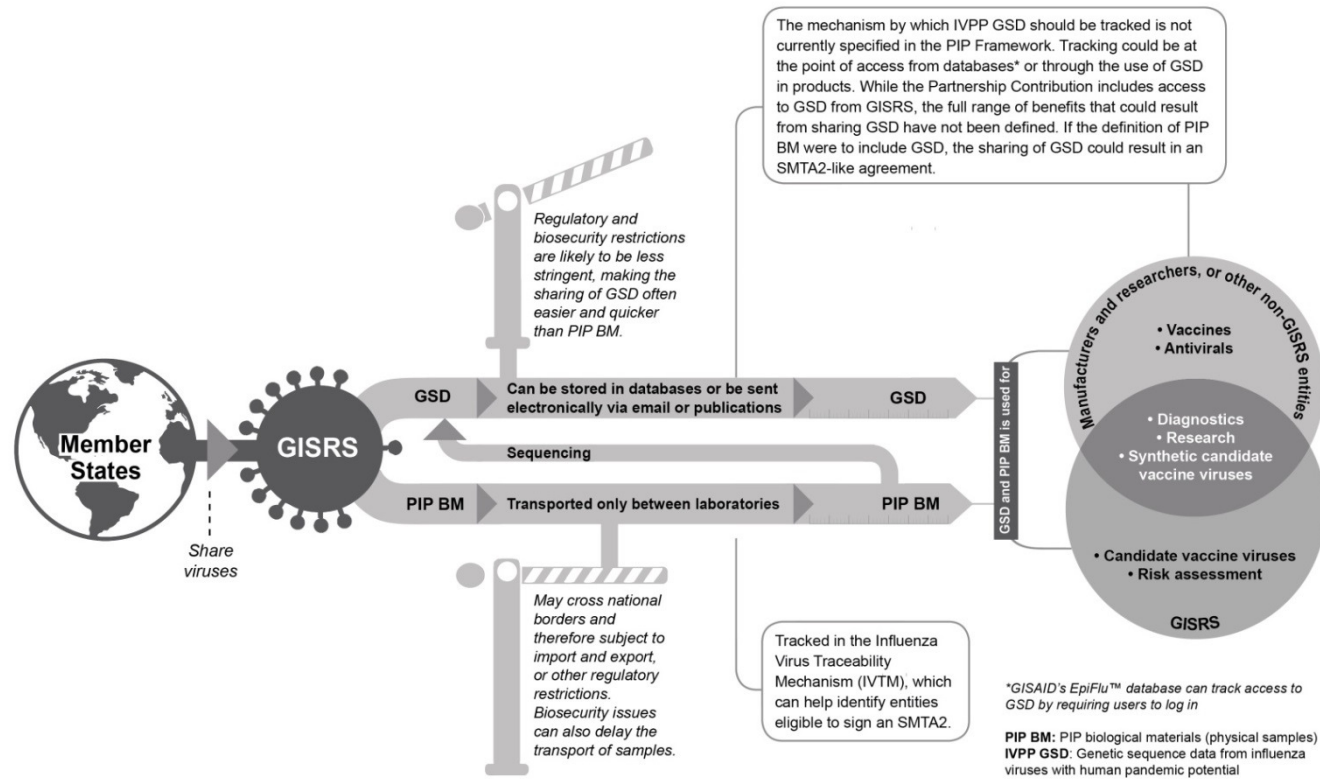 The mechanism by which IVPP GSD should be tracked is not
currently specified in the PIP Framework. Tracking could be at
the point of access from databases* or through the use of GSD
in products. While the Partnership Contribution includes access
to GSD from GISRS, the full range of benefits that could result
from sharing GSD have not been defined. If the definition of PIP
BM were to include GSD, the sharing of GSD could result in an
SMTA2-like agreement.
Regulatory and
biosecurity restrictions
are likely to be less
stringent, making the
sharing of GSD often
easier and quicker
than PIP BM.
Member
States
Share
viruses
GISRS
GSD
Can be stored in databases or be sent
electronically via email or publications
GSD
Sequencing
PIP BM
Transported only between laboratories
PIP BM
May cross national
borders and
therefore subject to
import and export,
or other regulatory
restrictions.
Biosecurity issues
can also delay the
transport of samples.
Tracked in the Influenza
Virus Traceability
Mechanism (IVTM), which
can help identify entities
eligible to sign an SMTA2.
GSD and PIP BM is used for
Manufacturers and researchers, or other non-GISRS entities
• Vaccines
• Antivirals
• Diagnostics
• Research
• Synthetic candidate
vaccine viruses
• Candidate vaccine viruses
• Risk assessment
GISRS
*GISAID's EpiFlu™ database can track access to
GSD by requiring users to log in
PIP BM: PIP biological materials (physical samples)
IVPP GSD: Genetic sequence data from influenza
viruses with human pandemic potential